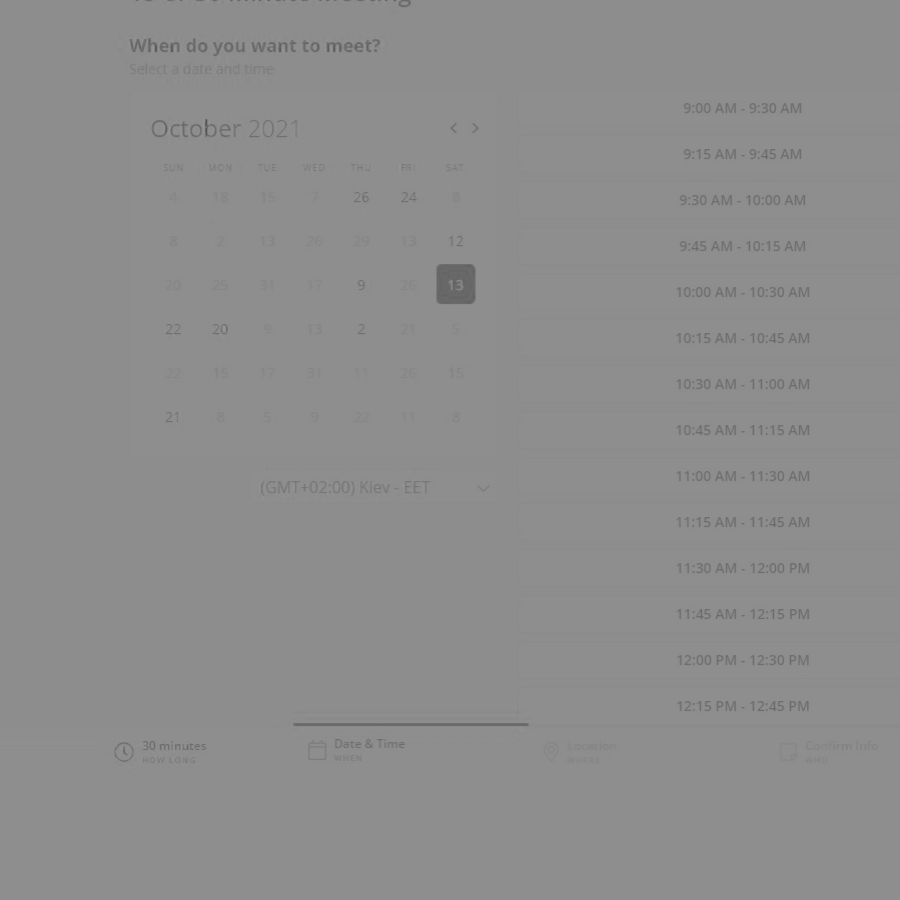 When do you want to meet?
Select a date and time
October 2021
SUN MON TUE WED THU FRI SAT
4 18 15 7 26 24 8
8 2 13 26 29 13 12
20 25 31 17 9 26 13
22 20 9 13 2 21 5
22 15 17 31 11 26 15
21 8 5 9 22 11 8
(GMT+02:00) Kiev - EET
9:00 AM - 9:30 AM
9:15 AM - 9:45 AM
9:30 AM - 10:00 AM
9:45 AM - 10:15 AM
10:00 AM - 10:30 AM
10:15 AM - 10:45 AM
10:30 AM - 11:00 AM
10:45 AM - 11:15 AM
11:00 AM - 11:30 AM
11:15 AM - 11:45 AM
11:30 AM - 12:00 PM
11:45 AM - 12:15 PM
12:00 PM - 12:30 PM
12:15 PM - 12:45 PM
30 minutes
HOW LONG
Date & Time
WHEN
Location
WHERE
Confirm Info
WHO